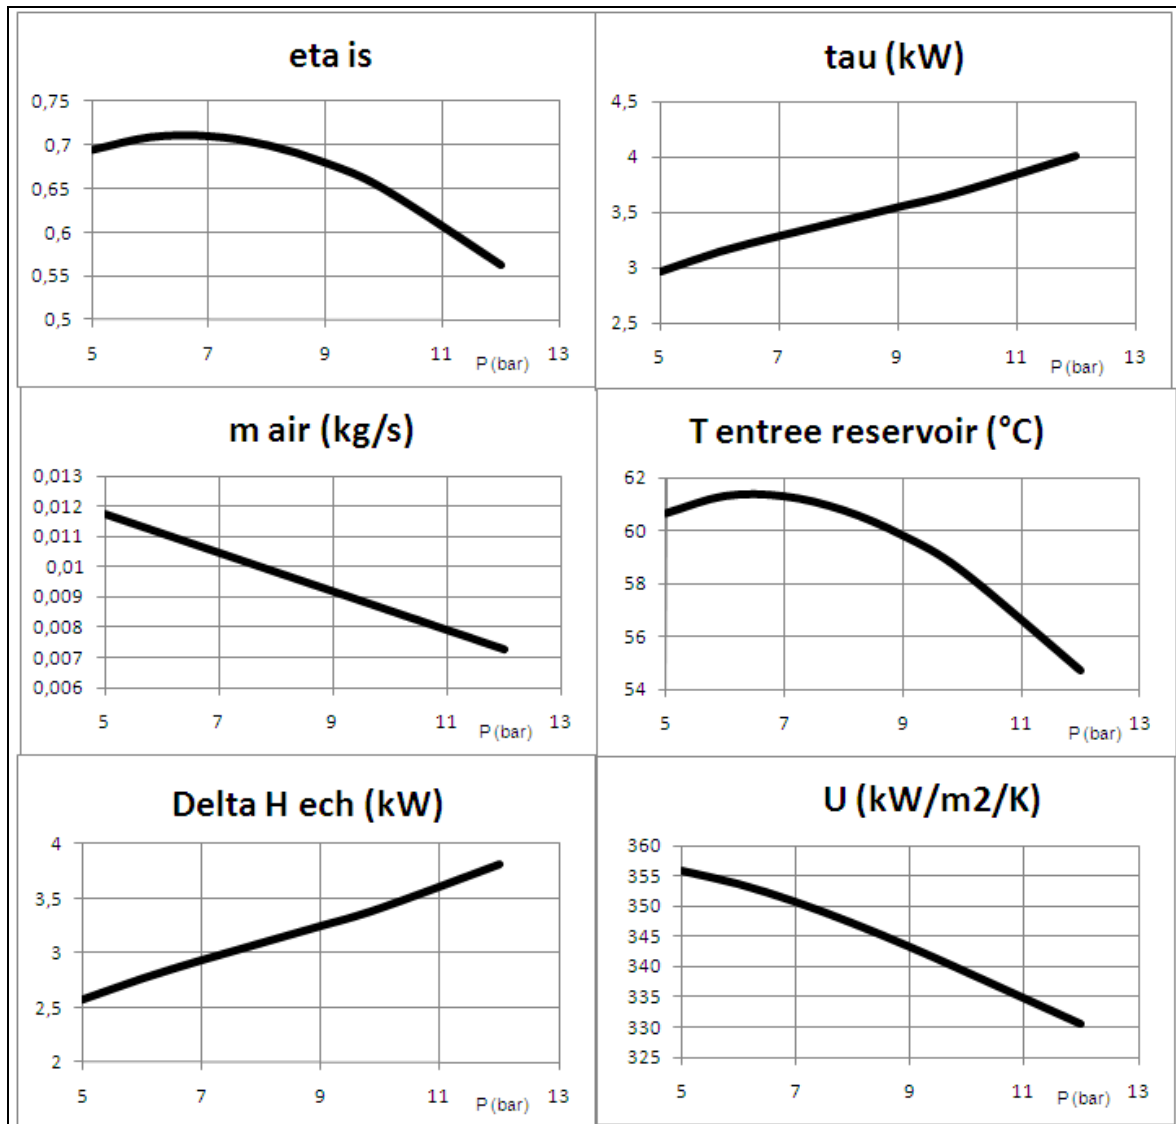 eta is
0,75
0,7
0,65
0,6
0,55
0,5
5 7 9 11 13
P (bar)
tau (kW)
4,5
4
3,5
3
2,5
5 7 9 11 13
P (bar)
m air (kg/s)
0,013
0,012
0,011
0,01
0,009
0,008
0,007
0,006
5 7 9 11 13
P (bar)
T entree reservoir (°C)
62
60
58
56
54
5 7 9 11 13
P (bar)
Delta H ech (kW)
4
3,5
3
2,5
2
5 7 9 11 13
P (bar)
U (kW/m2/K)
360
355
350
345
340
335
330
325
5 7 9 11 13
P (bar)